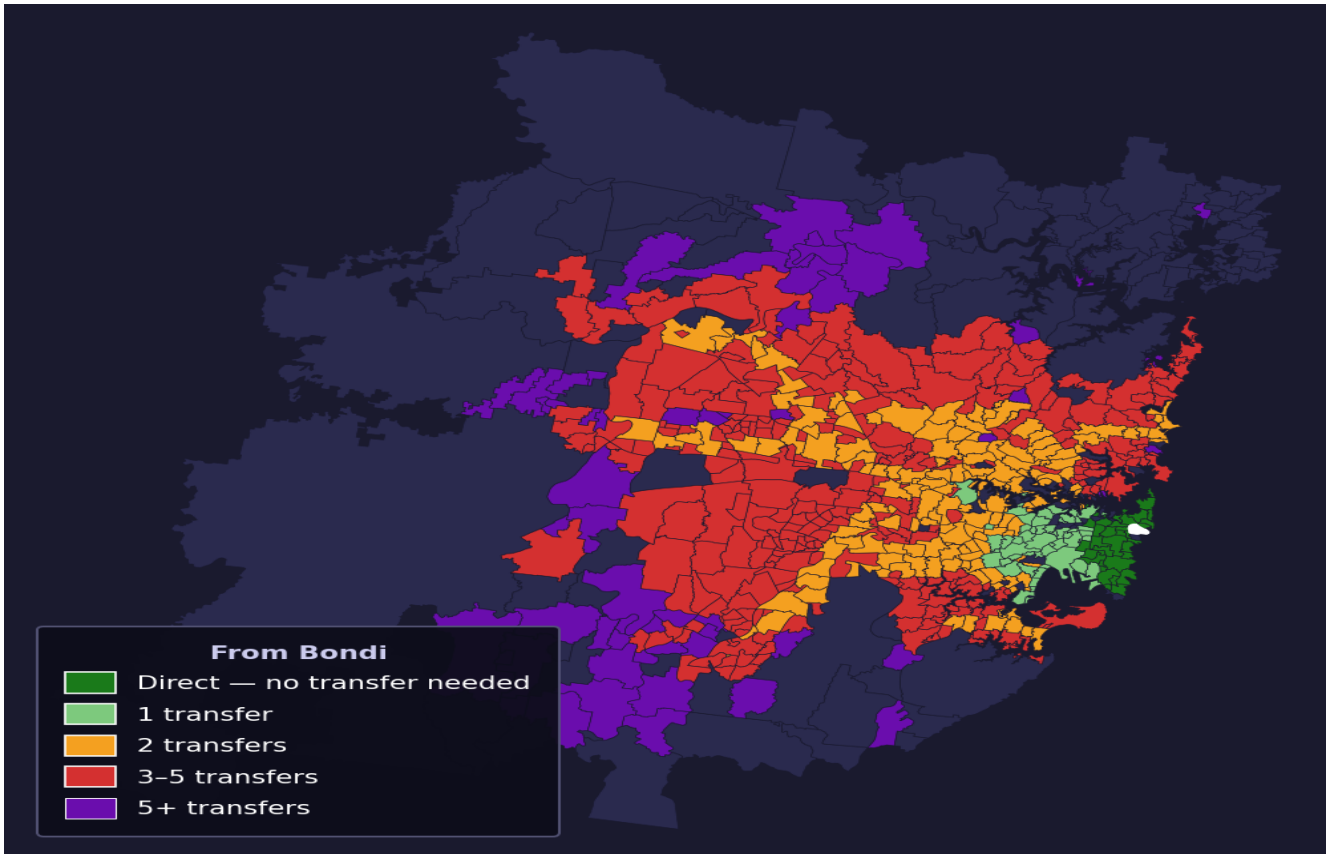 From Bondi
Direct — no transfer needed
1 transfer
2 transfers
3–5 transfers
5+ transfers